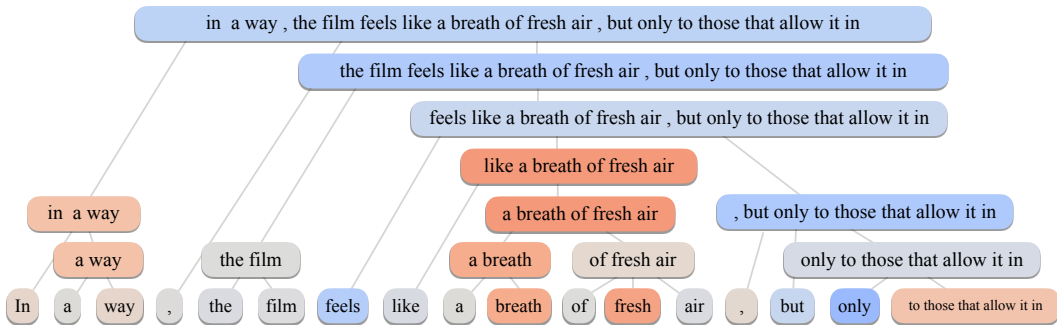 in a way , the film feels like a breath of fresh air , but only to those that allow it in
the film feels like a breath of fresh air , but only to those that allow it in
feels like a breath of fresh air , but only to those that allow it in
like a breath of fresh air
in a way
a breath of fresh air
, but only to those that allow it in
a way
the film
a breath
of fresh air
only to those that allow it in
In
a
way
,
the
film
feels
like
a
breath
of
fresh
air
,
but
only
to those that allow it in